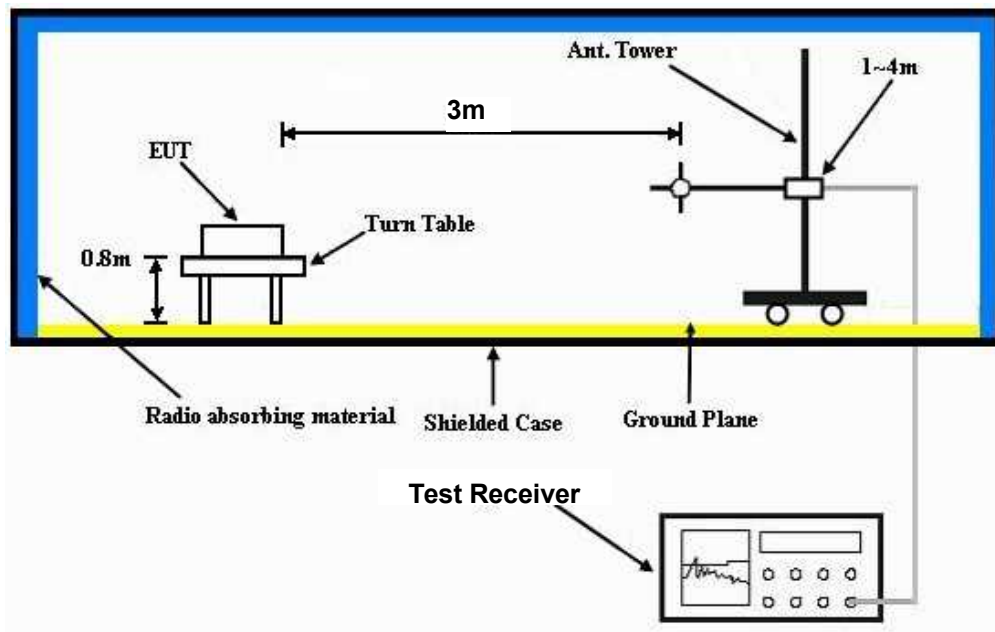 Ant. Tower
1~4m
3m
EUT
Turn Table
0.8m
Radio absorbing material
Shielded Case
Ground Plane
Test Receiver